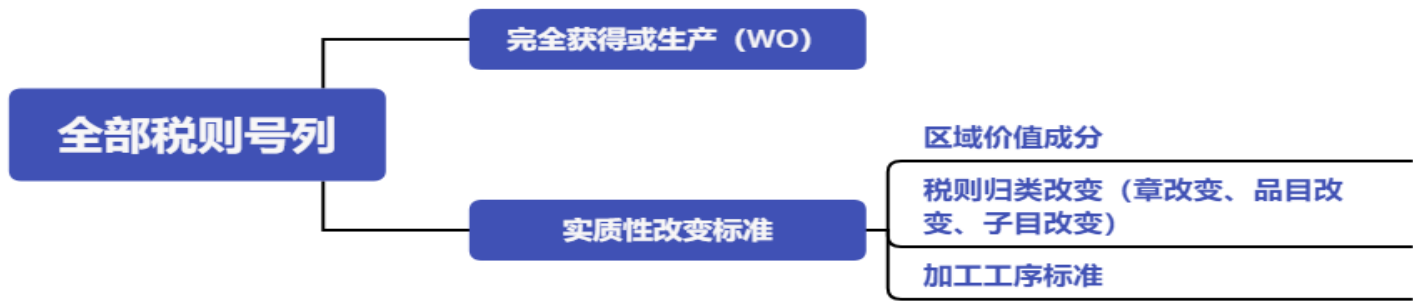 完全获得或生产（WO）
全部税则号列
区域价值成分
税则归类改变（章改变、品目改
变、子目改变）
实质性改变标准
加工工序标准